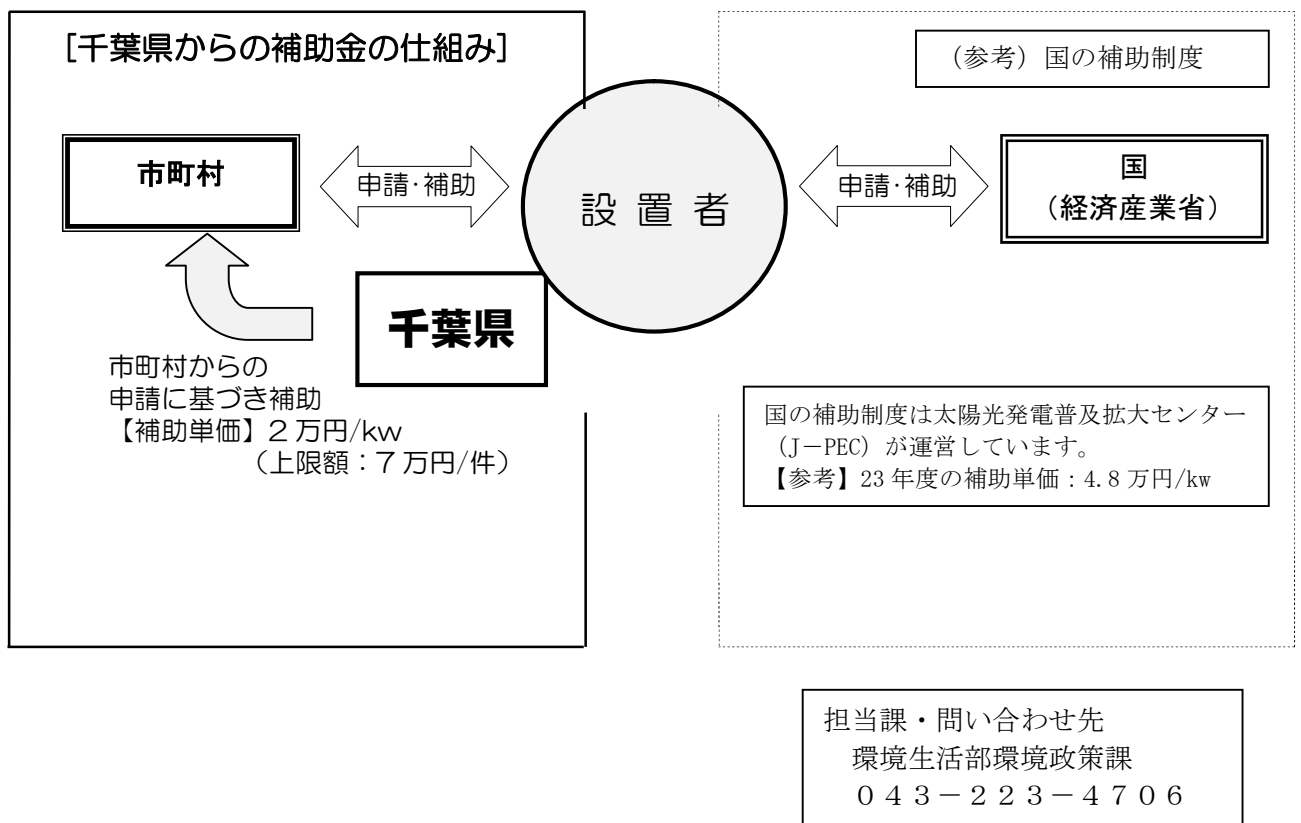 [千葉県からの補助金の仕組み]
市町村
申請・補助
設置者
千葉県
市町村からの
申請に基づき補助
【補助単価】２万円/kw
（上限額：７万円/件）
（参考）国の補助制度
申請・補助
国
（経済産業省）
国の補助制度は太陽光発電普及拡大センター
（J－PEC）が運営しています。
【参考】23年度の補助単価：4.8万円/kw
担当課・問い合わせ先
環境生活部環境政策課
０４３－２２３－４７０６